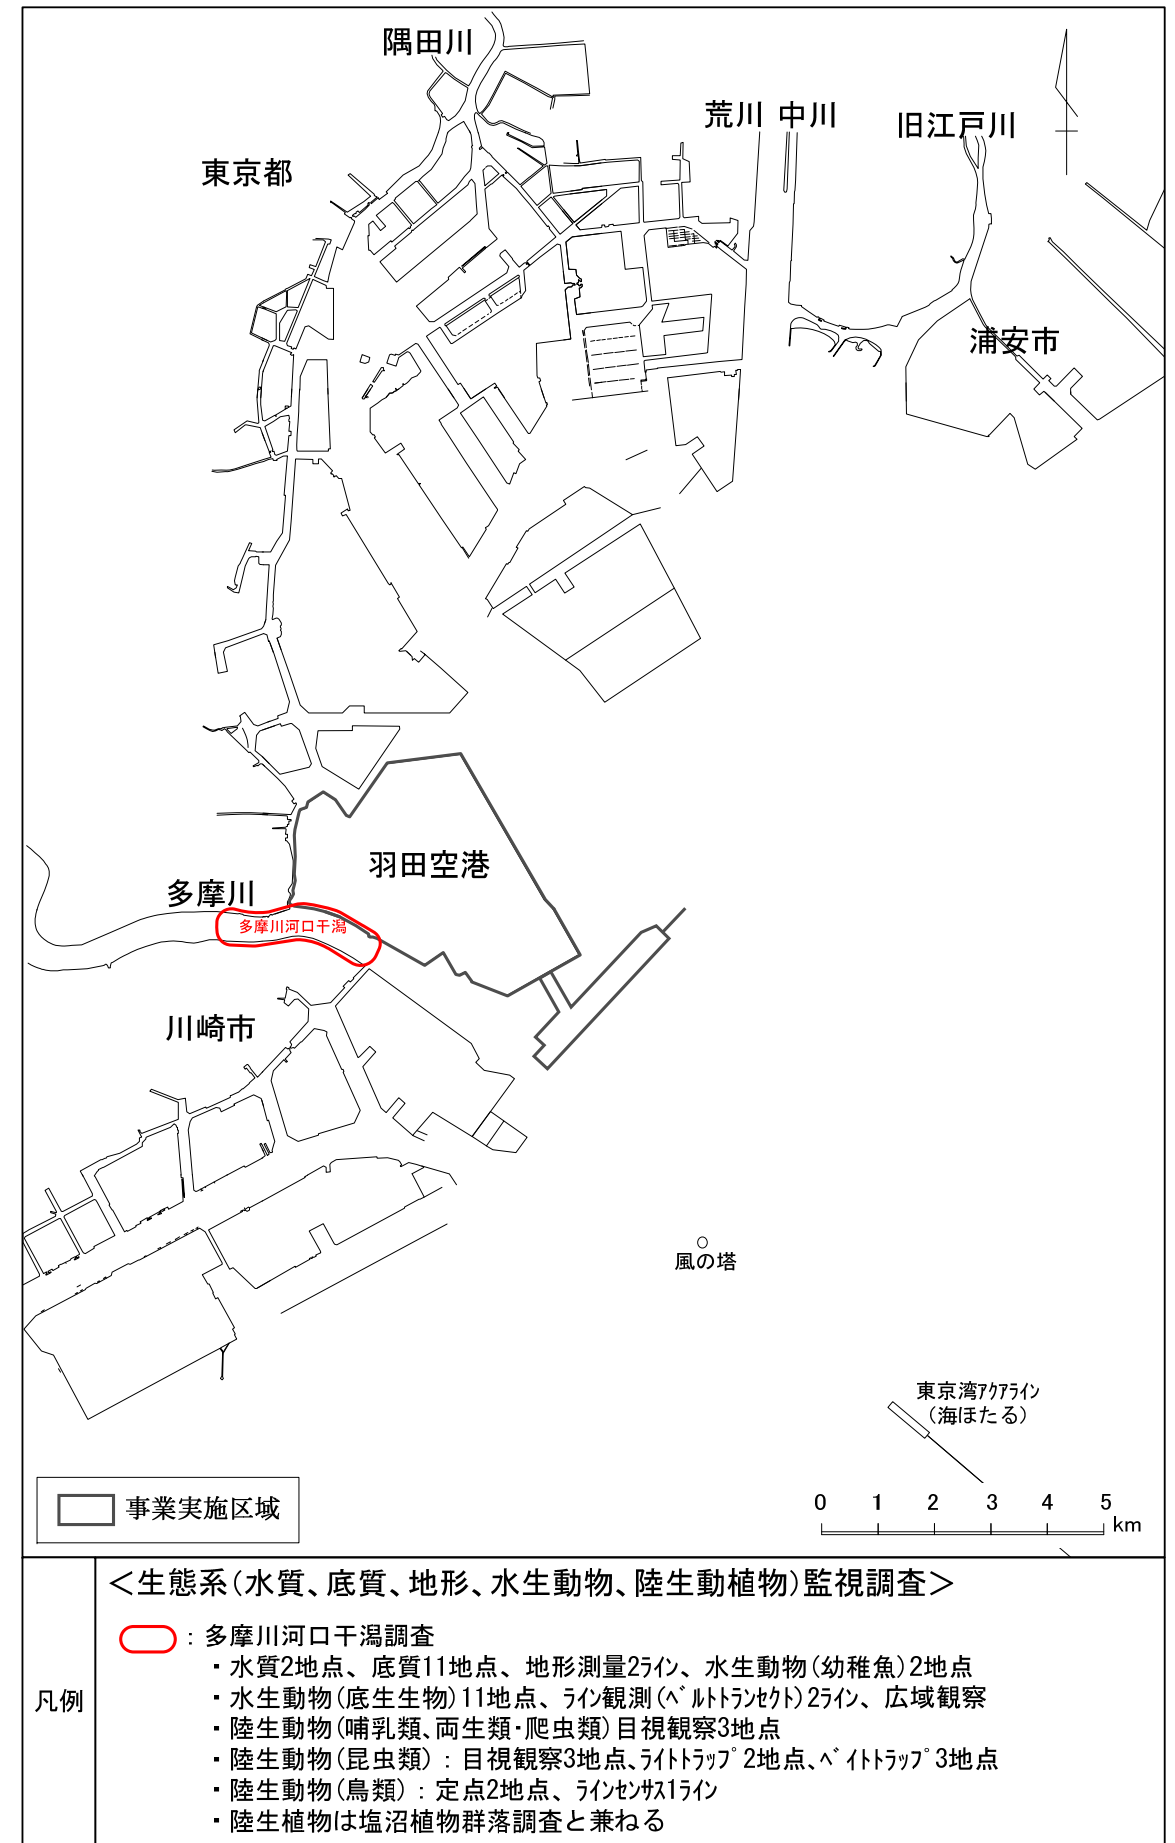 隅田川
荒川 中川
旧江戸川
東京都
浦安市
羽田空港
多摩川
多摩川河口干潟
川崎市
風の塔
東京湾ｱｸｱﾗｲﾝ
（海ほたる）
事業実施区域
0 1 2 3 4 5
km
凡例
＜生態系（水質、底質、地形、水生動物、陸生動植物）監視調査＞
：多摩川河口干潟調査
・水質2地点、底質11地点、地形測量2ﾗｲﾝ、水生動物（幼稚魚）2地点
・水生動物（底生生物）11地点、ﾗｲﾝ観測（ﾍﾞﾙﾄﾄﾗﾝｾｸﾄ）2ﾗｲﾝ、広域観察
・陸生動物（哺乳類、両生類・爬虫類）目視観察3地点
・陸生動物（昆虫類）：目視観察3地点、ﾗｲﾄﾄﾗｯﾌﾟ2地点、ﾍﾞｲﾄﾄﾗｯﾌﾟ3地点
・陸生動物（鳥類）：定点2地点、ﾗｲﾝｾﾝｻｽ1ﾗｲﾝ
・陸生植物は塩沼植物群落調査と兼ねる